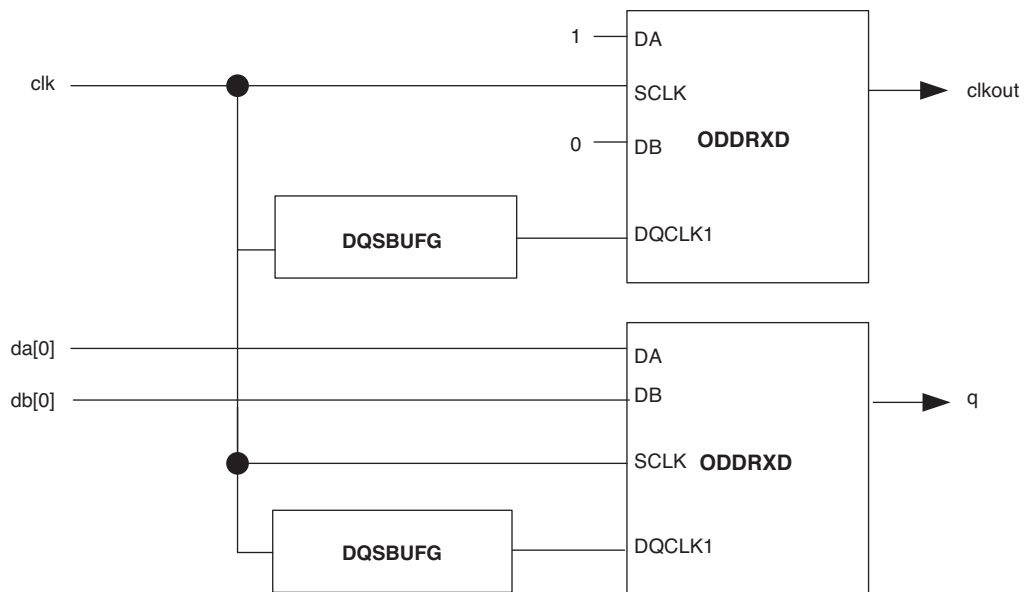 1
DA
clk
SCLK
clkout
0
DB
ODDRXD
DQSBUFG
DQCLK1
da[0]
DA
db[0]
DB
q
SCLK
ODDRXD
DQSBUFG
DQCLK1